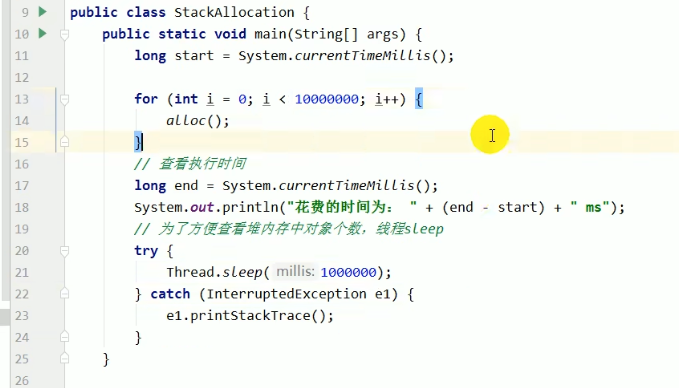 9 public class StackAllocation {
10 public static void main(String[] args) {
11 long start = System.currentTimeMillis();
12
13 for (int i = 0; i < 10000000; i++) {
14 alloc();
15 }
16 // 查看执行时间
17 long end = System.currentTimeMillis();
18 System.out.println("花费的时间为： " + (end - start) + " ms");
19 // 为了方便查看堆内存中对象个数，线程sleep
20 try {
21 Thread.sleep( millis: 1000000);
22 } catch (InterruptedException e1) {
23 e1.printStackTrace();
24 }
25 }
26